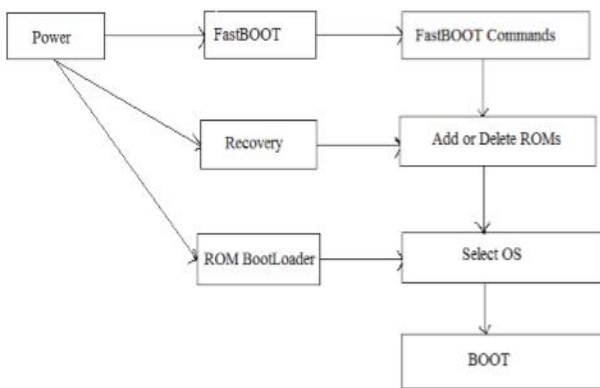 Power
FastBOOT
FastBOOT Commands
Recovery
Add or Delete ROMs
ROM BootLoader
Select OS
BOOT